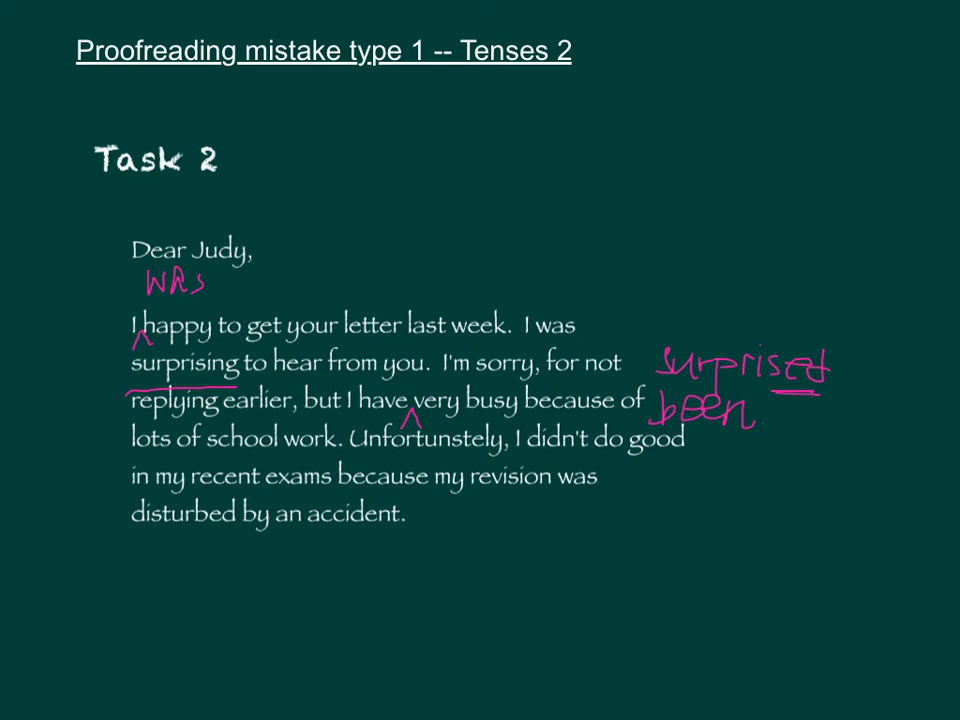 Proofreading mistake type 1 -- Tenses 2
Task 2
Dear Judy,
was
I happy to get your letter last week. I was
surprising to hear from you. I'm sorry, for not
surprised
replying earlier, but I have very busy because of
been
lots of school work. Unfortunstely, I didn't do good
in my recent exams because my revision was
disturbed by an accident.